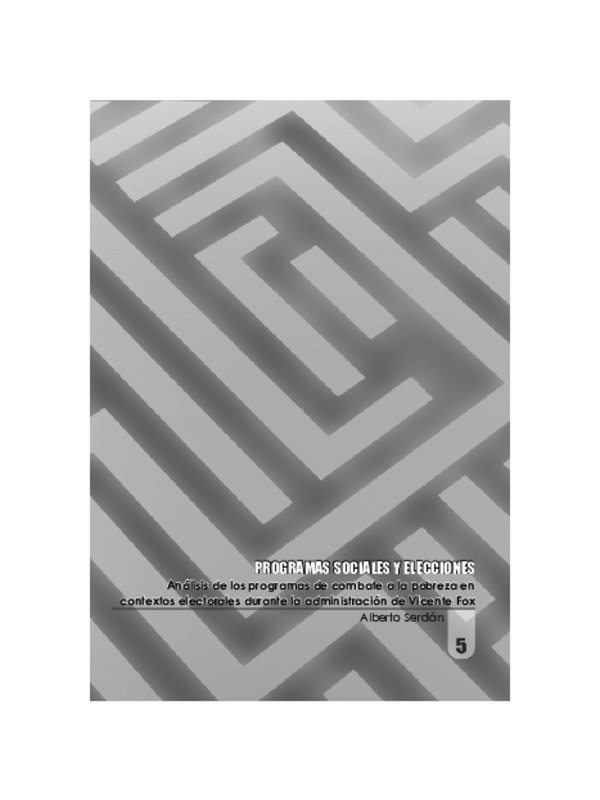 PROGRAMAS SOCIALES Y ELECCIONES
Análisis de los programas de combate a la pobreza en
contextos electorales durante la administración de Vicente Fox
Alberto Serdán
5